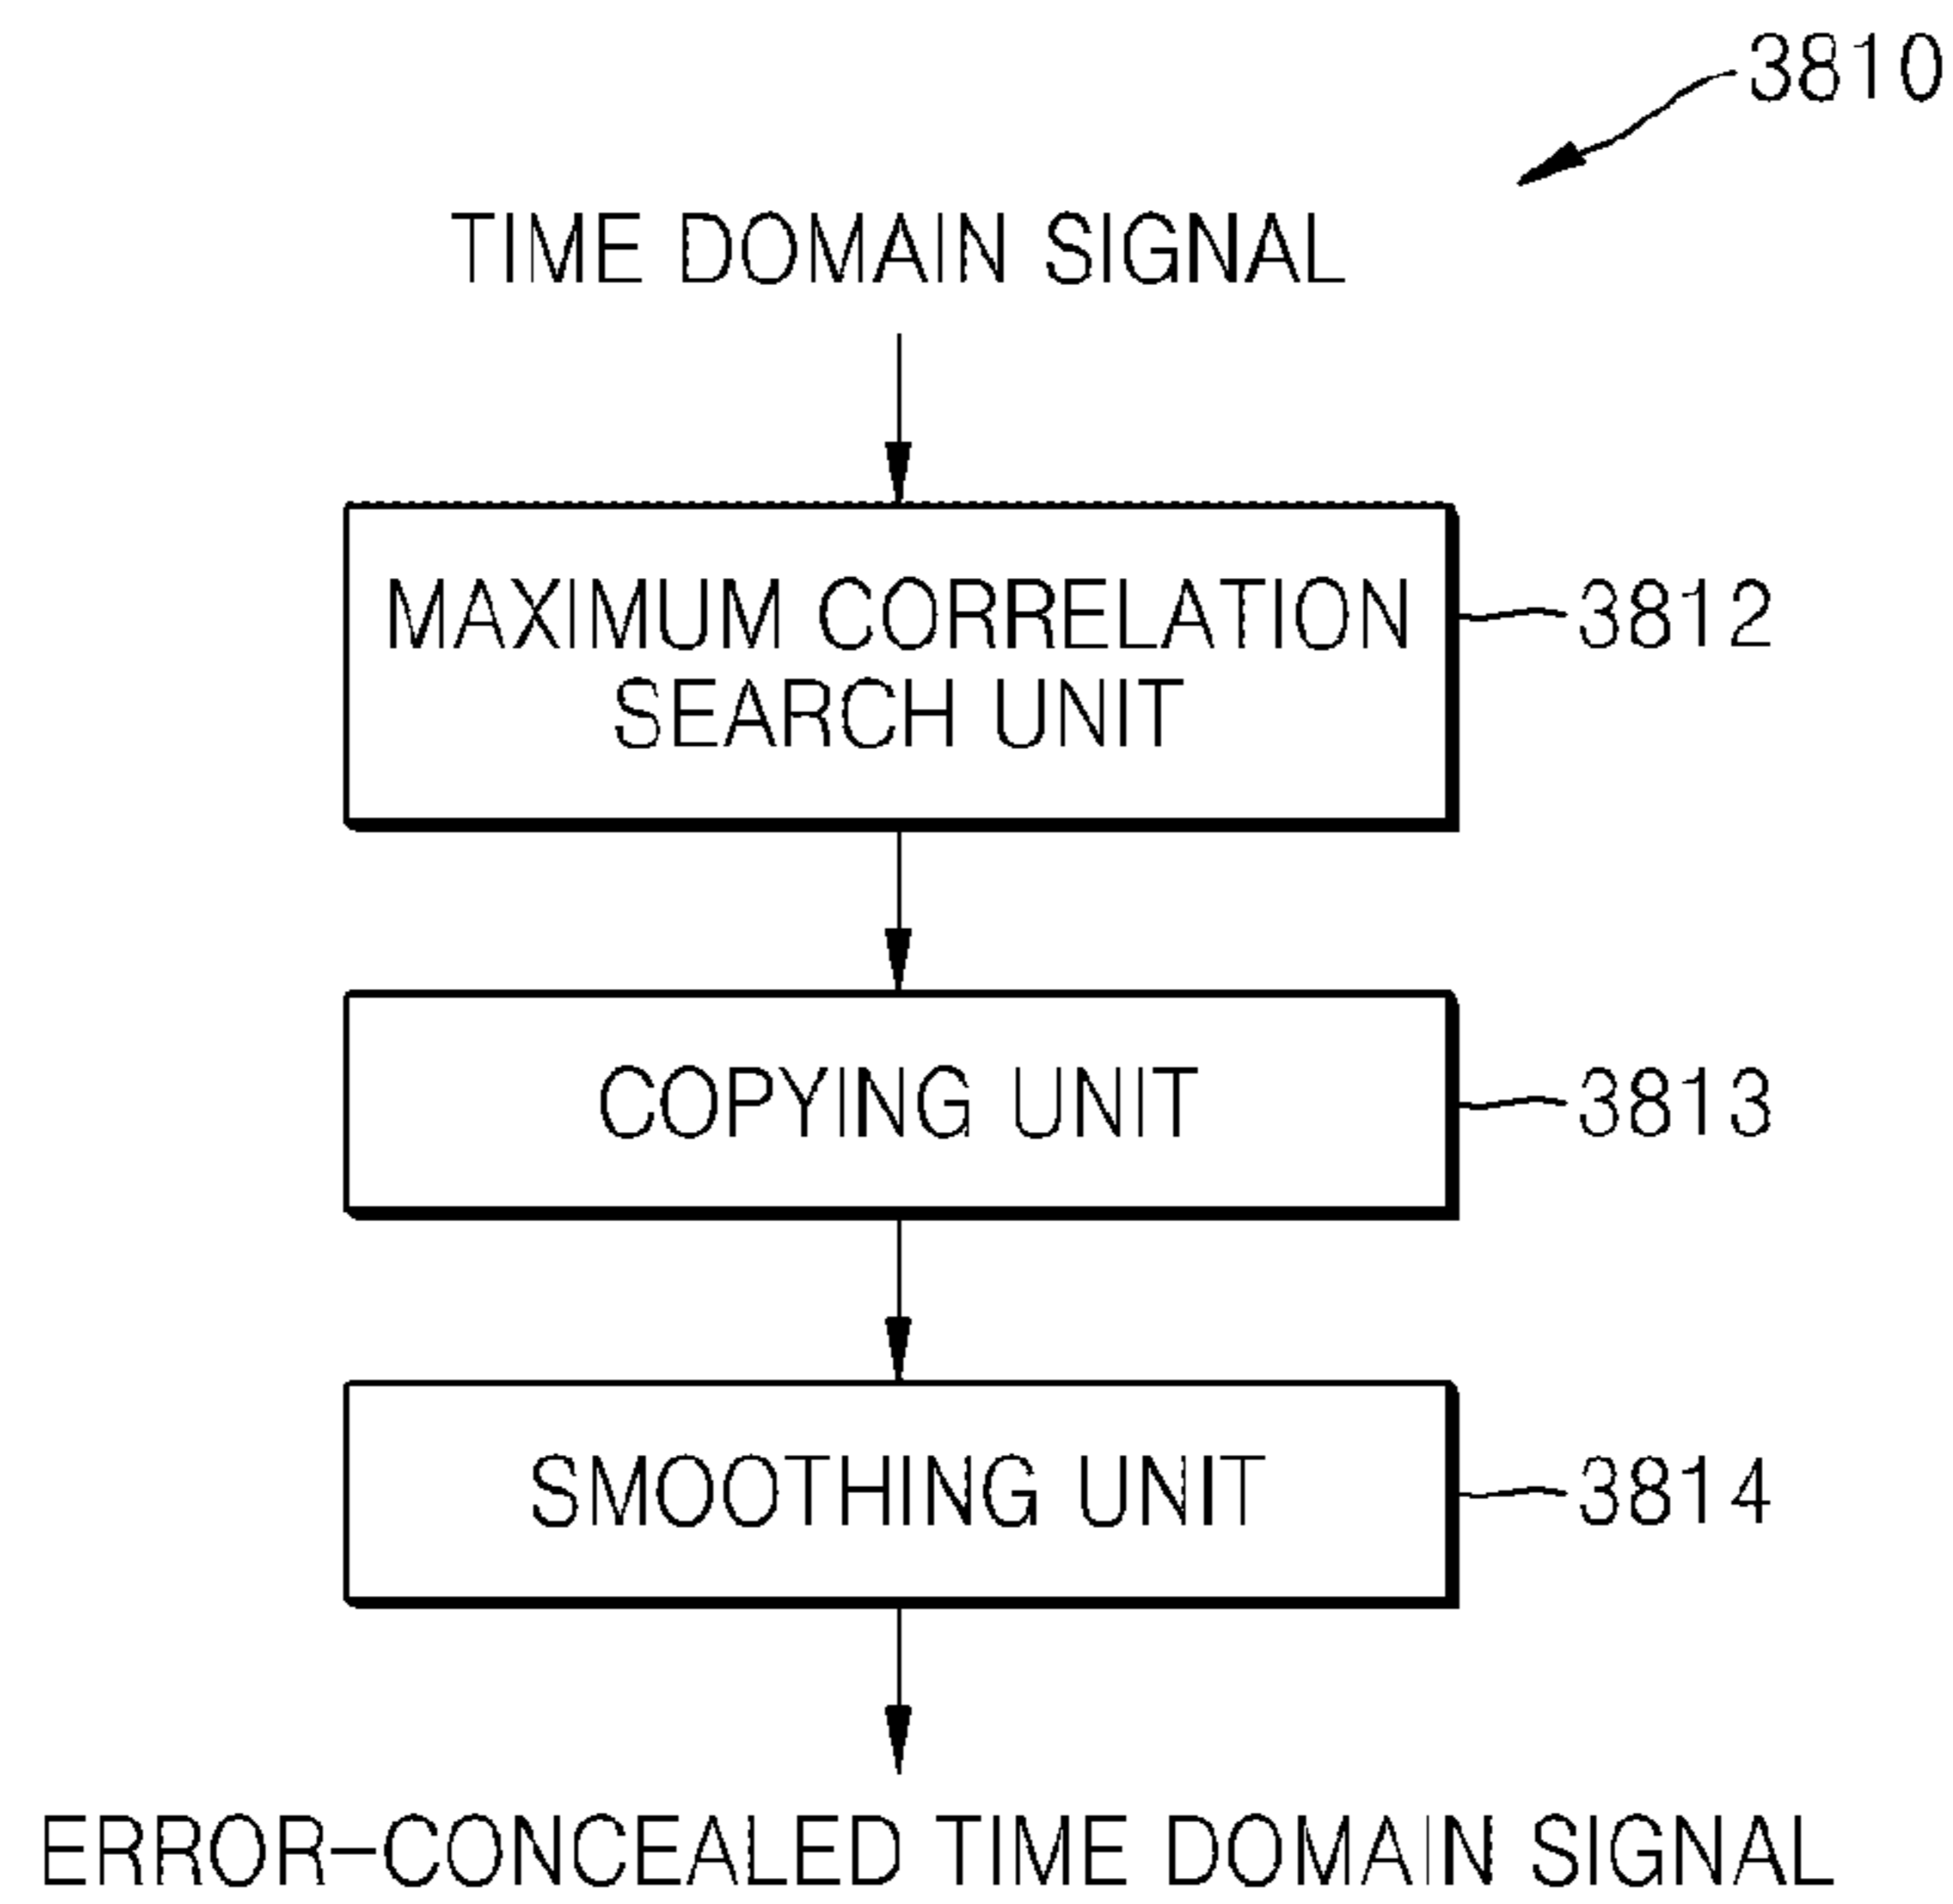 3810
TIME DOMAIN SIGNAL
MAXIMUM CORRELATION
SEARCH UNIT
3812
COPYING UNIT
3813
SMOOTHING UNIT
3814
ERROR-CONCEALED TIME DOMAIN SIGNAL